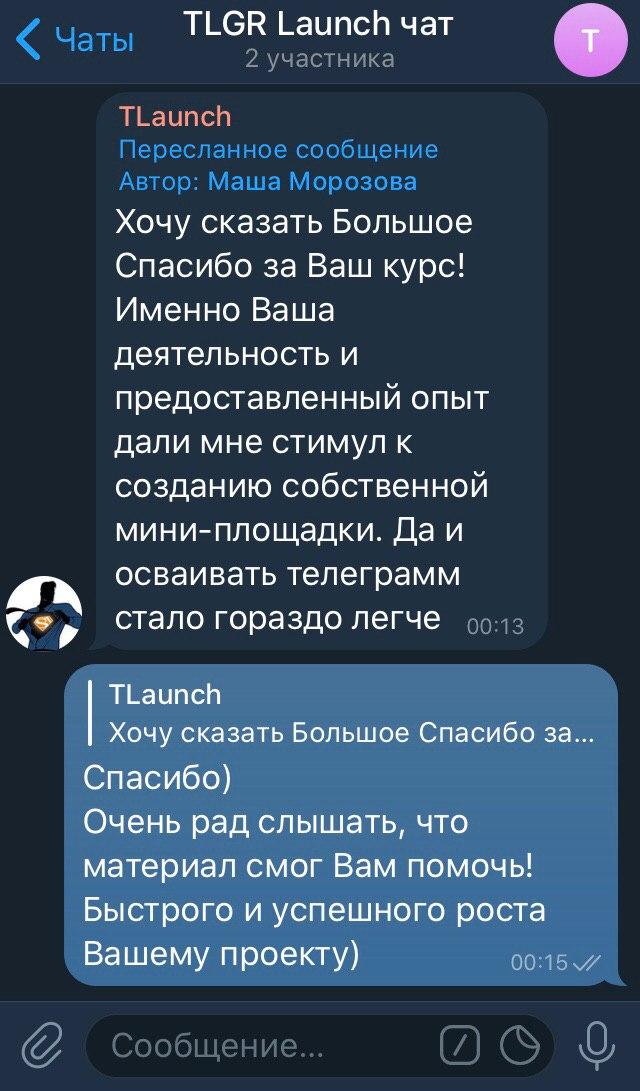 Чаты
TLGR Launch чат
2 участника
T
TLaunch
Пересланное сообщение
Автор: Маша Морозова
Хочу сказать Большое
Спасибо за Ваш курс!
Именно Ваша
деятельность и
предоставленный опыт
дали мне стимул к
созданию собственной
мини-площадки. Да и
осваивать телеграмм
стало гораздо легче
00:13
TLaunch
Хочу сказать Большое Спасибо за...
Спасибо)
Очень рад слышать, что
материал смог Вам помочь!
Быстрого и успешного роста
Вашему проекту)
00:15
Сообщение...